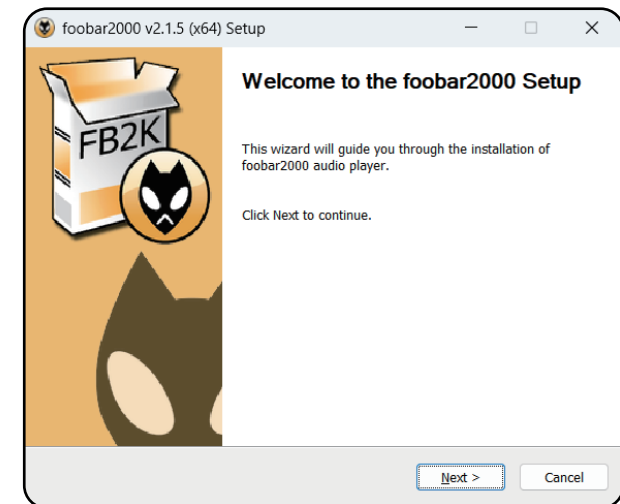 foobar2000 v2.1.5 (x64) Setup
FB2K
Welcome to the foobar2000 Setup
This wizard will guide you through the installation of
foobar2000 audio player.
Click Next to continue.
Next >
Cancel